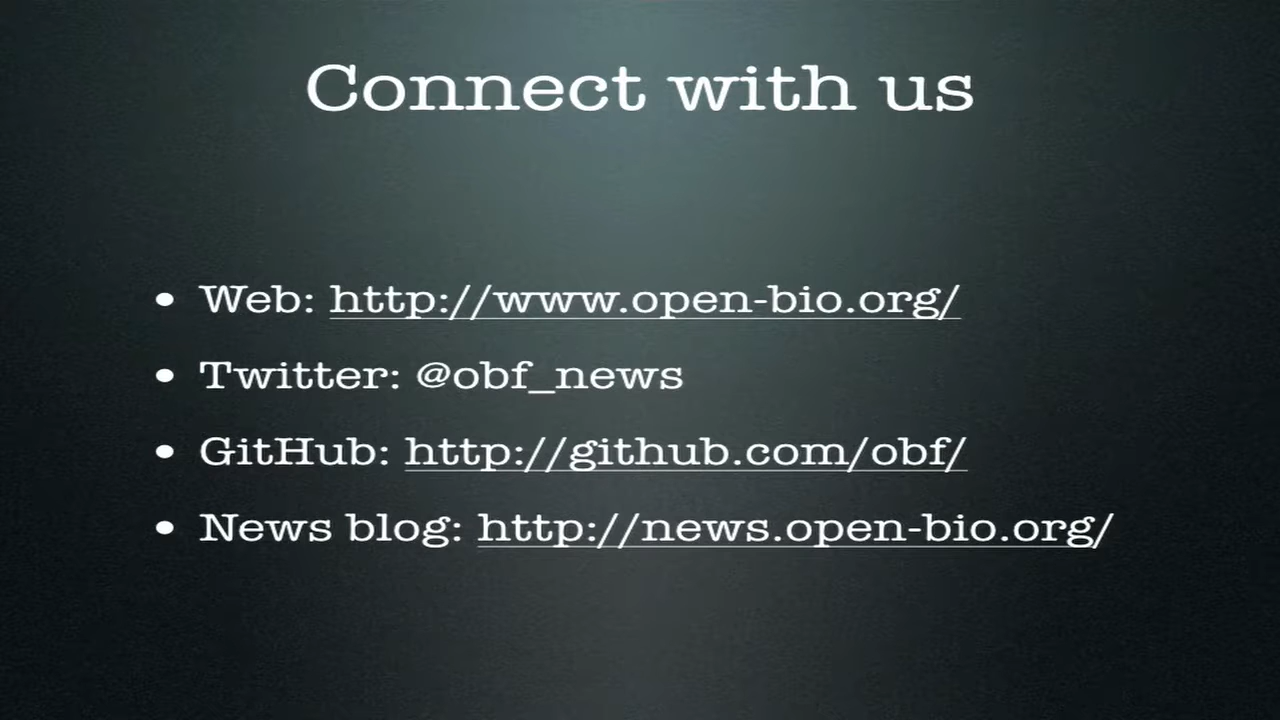 Connect with us
• Web: http://www.open-bio.org/
• Twitter: @obf_news
• GitHub: http://github.com/obf/
• News blog: http://news.open-bio.org/